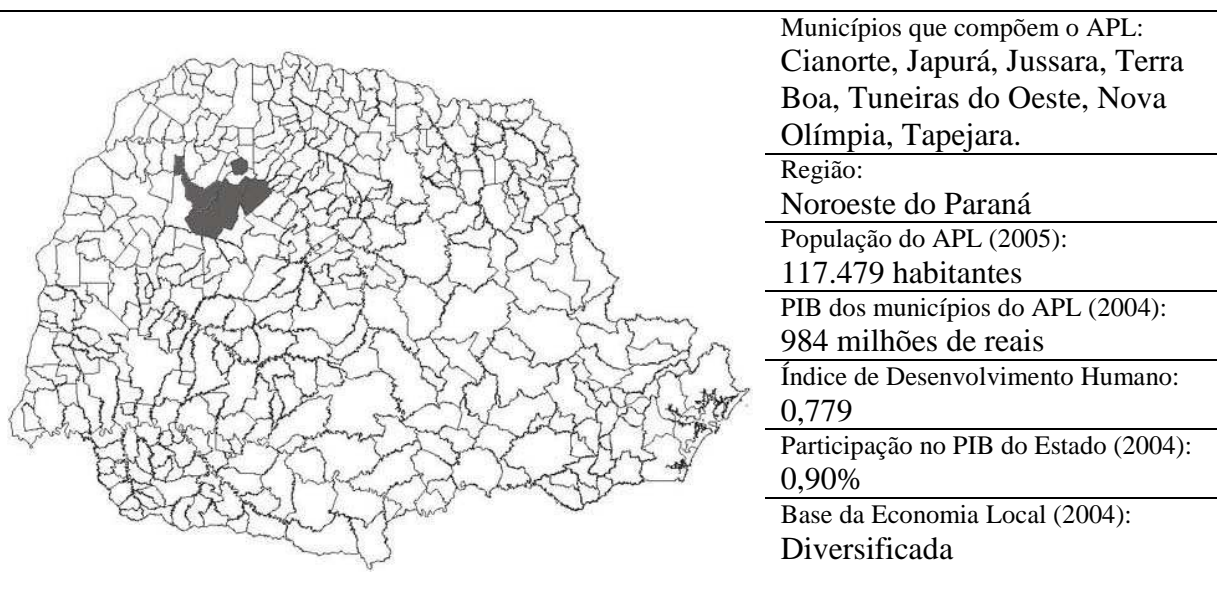 Municípios que compõem o APL:
Cianorte, Japurá, Jussara, Terra
Boa, Tuneiras do Oeste, Nova
Olímpia, Tapejara.
Região:
Noroeste do Paraná
População do APL (2005):
117.479 habitantes
PIB dos municípios do APL (2004):
984 milhões de reais
Índice de Desenvolvimento Humano:
0,779
Participação no PIB do Estado (2004):
0,90%
Base da Economia Local (2004):
Diversificada